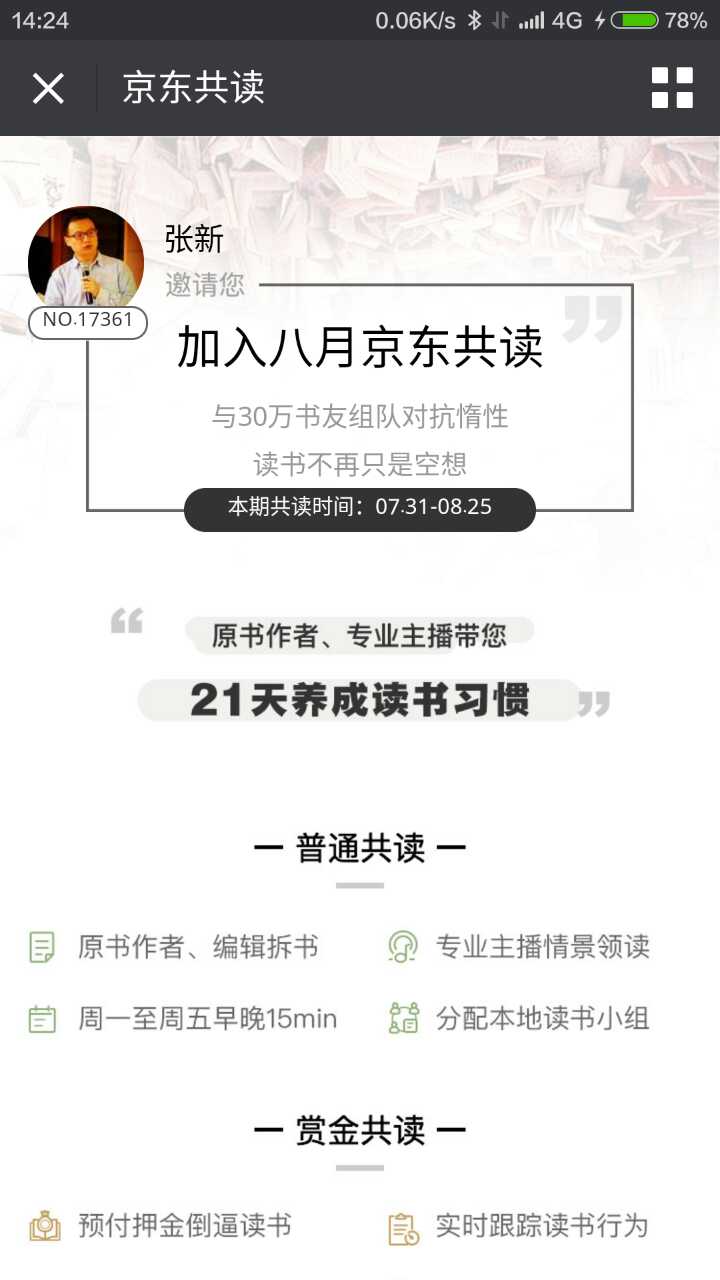 14:24 0.06K/s 4G 78%
京东共读
张新
邀请您
NO.17361
加入八月京东共读
与30万书友组队对抗惰性
读书不再只是空想
本期共读时间：07.31-08.25
“ 原书作者、专业主播带您
21天养成读书习惯 ”
普通共读
原书作者、编辑拆书 专业主播情景领读
周一至周五早晚15min 分配本地读书小组
赏金共读
预付押金倒逼读书 实时跟踪读书行为